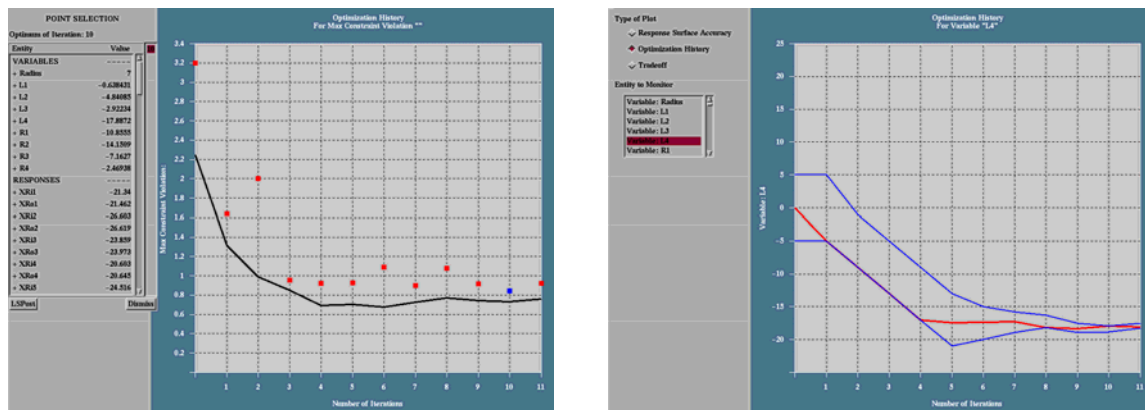 POINT SELECTION
Optimums of Iteration: 10
Entity Value
VARIABLES -----
Radius 7
L1 -0.628431
L2 -4.84085
L3 -2.92234
L4 -17.8872
R1 -10.8555
R2 -14.1509
R3 -7.1627
R4 -2.46938
RESPONSES -----
XRi1 -21.34
XRo1 -21.462
XRi2 -26.603
XRo2 -26.619
XRi3 -23.859
XRo3 -23.973
XRi4 -20.603
XRo4 -20.645
XRi5 -24.516
LSPost Dismiss
Optimization History
For Max Constraint Violation ""
Max Constraint Violation:
3.4
3.2
3
2.8
2.6
2.4
2.2
2
1.8
1.6
1.4
1.2
1
0.8
0.6
0.4
0.2
1 2 3 4 5 6 7 8 9 10 11
Number of Iterations
Type of Plot
Response Surface Accuracy
Optimization History
Tradeoff
Entity to Monitor
Variable: Radius
Variable: L1
Variable: L2
Variable: L3
Variable: L4
Variable: R1
Optimization History
For Variable "L4"
Variable: L4
25
20
15
10
5
0
-5
-10
-15
-20
1 2 3 4 5 6 7 8 9 10 11
Number of Iterations